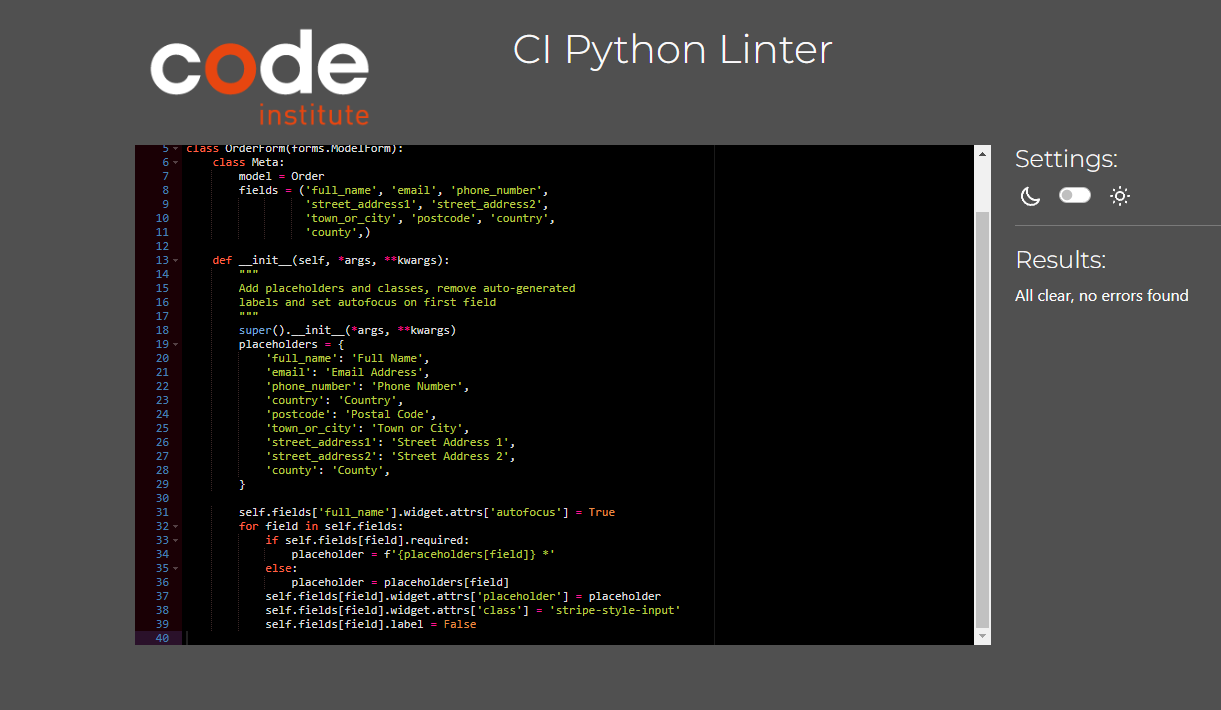 code
institute
CI Python Linter
5 class OrderForm(forms.ModelForm):
6     class Meta:
7         model = Order
8         fields = ('full_name', 'email', 'phone_number',
9                   'street_address1', 'street_address2',
10                   'town_or_city', 'postcode', 'country',
11                   'county',)
12
13     def __init__(self, *args, **kwargs):
14         """
15         Add placeholders and classes, remove auto-generated
16         labels and set autofocus on first field
17         """
18         super().__init__(*args, **kwargs)
19         placeholders = {
20             'full_name': 'Full Name',
21             'email': 'Email Address',
22             'phone_number': 'Phone Number',
23             'country': 'Country',
24             'postcode': 'Postal Code',
25             'town_or_city': 'Town or City',
26             'street_address1': 'Street Address 1',
27             'street_address2': 'Street Address 2',
28             'county': 'County',
29         }
30
31         self.fields['full_name'].widget.attrs['autofocus'] = True
32         for field in self.fields:
33             if self.fields[field].required:
34                 placeholder = f'{placeholders[field]} *'
35             else:
36                 placeholder = placeholders[field]
37             self.fields[field].widget.attrs['placeholder'] = placeholder
38             self.fields[field].widget.attrs['class'] = 'stripe-style-input'
39             self.fields[field].label = False
40
Settings:
Results:
All clear, no errors found